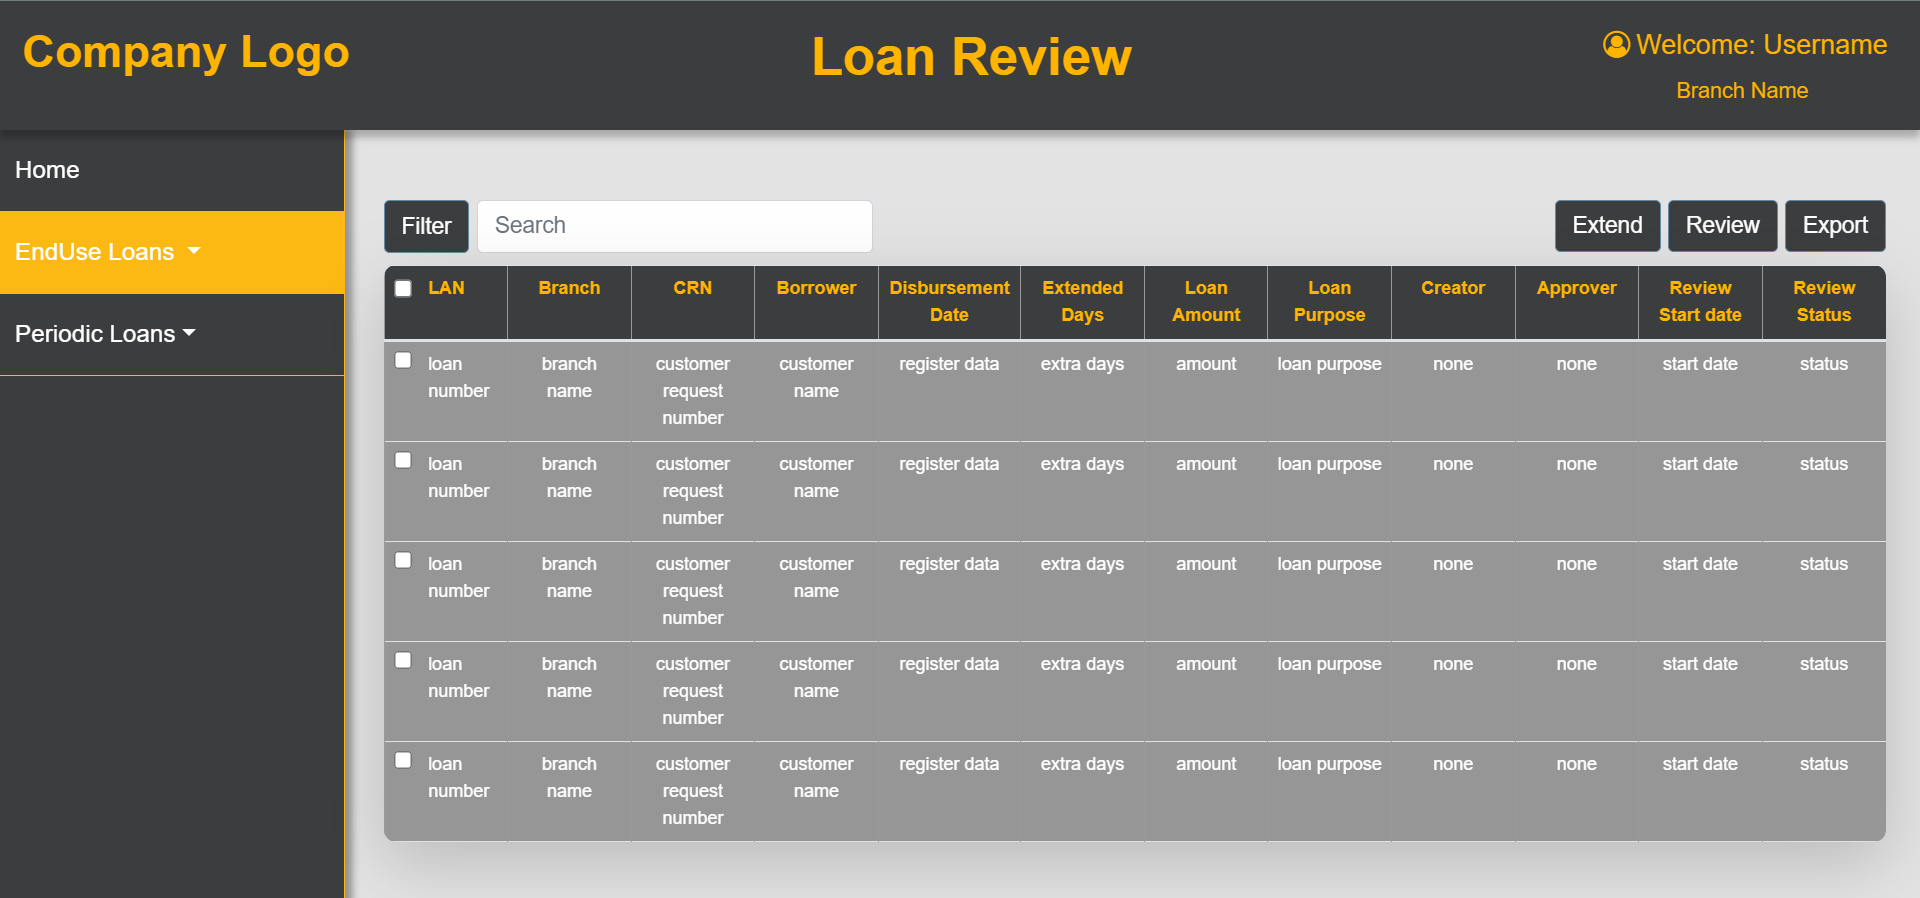 Company Logo
Loan Review
Welcome: Username
Branch Name
Home
EndUse Loans
Periodic Loans
Filter
Search
Extend
Review
Export
LAN Branch CRN Borrower Disbursement Extended Loan Loan Creator Approver Review Review
Date Days Amount Purpose Start date Status
loan branch customer customer register data extra days amount loan purpose none none start date status
number name request name
number
loan branch customer customer register data extra days amount loan purpose none none start date status
number name request name
number
loan branch customer customer register data extra days amount loan purpose none none start date status
number name request name
number
loan branch customer customer register data extra days amount loan purpose none none start date status
number name request name
number
loan branch customer customer register data extra days amount loan purpose none none start date status
number name request name
number